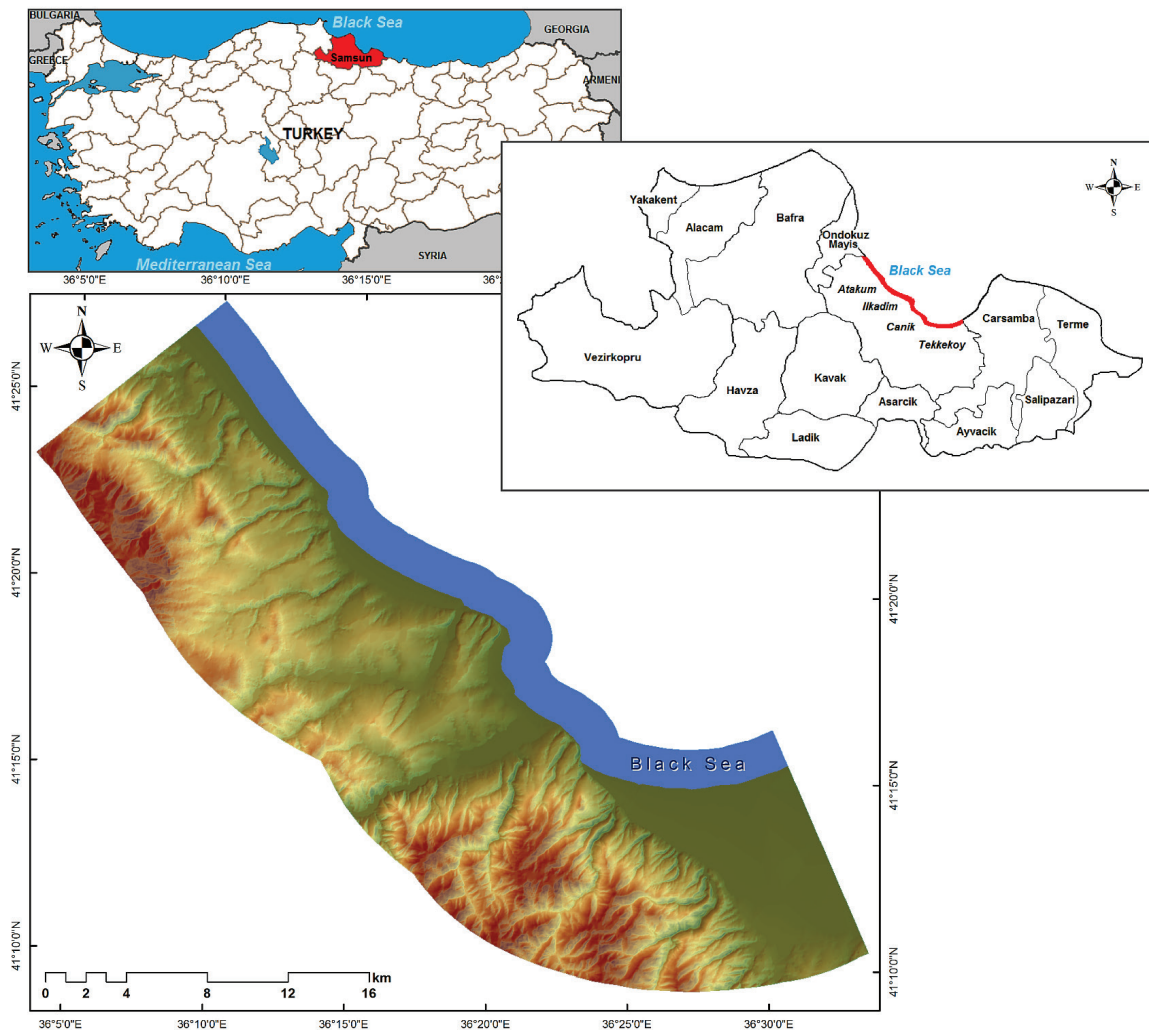 BULGARIA
Black Sea
GEORGIA
GREECE
Samsun
ARMENI
TURKEY
SYRIA
Mediterranean Sea
N
W E
S
Yakakent
Alacam
Bafra
Ondokuz
Mayis
Black Sea
Atakum
Ilkadim
Canik
Tekkekoy
Carsamba
Terme
Vezirkopru
Havza
Kavak
Asarcik
Salipazari
Ladik
Ayvacik
36°5'0"E 36°10'0"E 36°15'0"E 36°2
N
W E
S
41°25'0"N
41°20'0"N
41°15'0"N
41°10'0"N
41°20'0"N
41°15'0"N
41°10'0"N
Black Sea
km
0 2 4 8 12 16
36°5'0"E 36°10'0"E 36°15'0"E 36°20'0"E 36°25'0"E 36°30'0"E